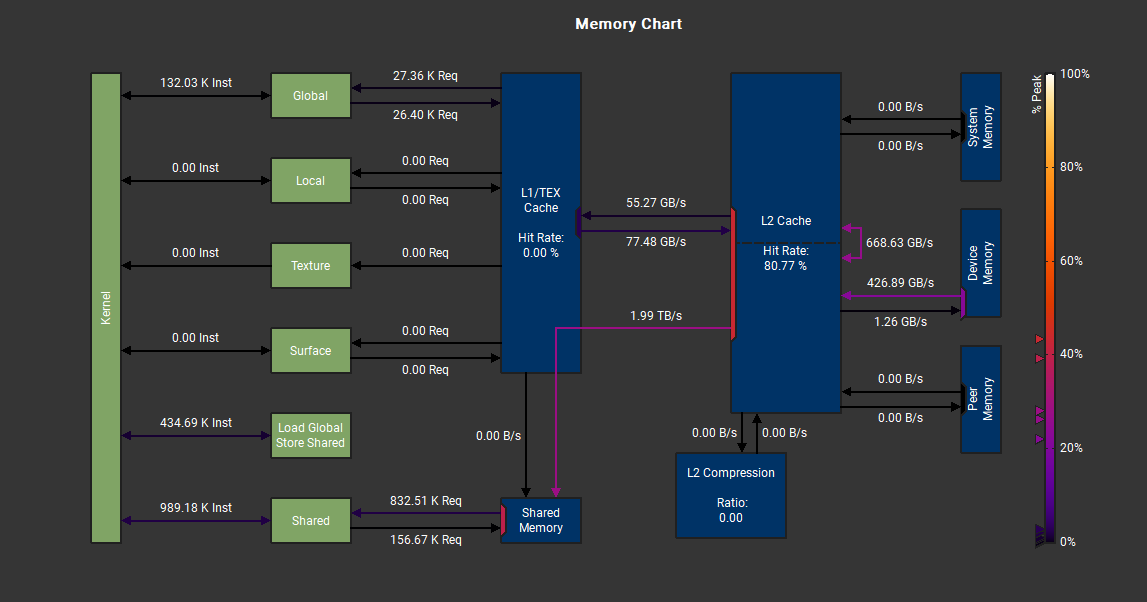 Memory Chart
Kernel
132.03 K Inst
Global
27.36 K Req
26.40 K Req
0.00 Inst
Local
0.00 Req
0.00 Req
0.00 Inst
Texture
0.00 Req
0.00 Inst
Surface
0.00 Req
0.00 Req
434.69 K Inst
Load Global
Store Shared
989.18 K Inst
Shared
832.51 K Req
156.67 K Req
L1/TEX
Cache
Hit Rate:
0.00 %
0.00 B/s
Shared
Memory
55.27 GB/s
77.48 GB/s
1.99 TB/s
L2 Cache
Hit Rate:
80.77 %
0.00 B/s
0.00 B/s
L2 Compression
Ratio:
0.00
0.00 B/s
0.00 B/s
System
Memory
668.63 GB/s
426.89 GB/s
1.26 GB/s
Device
Memory
0.00 B/s
0.00 B/s
Peer
Memory
% Peak
100%
80%
60%
40%
20%
0%